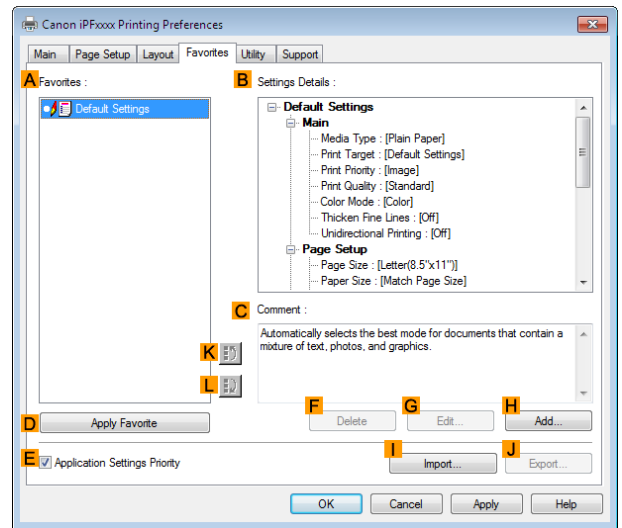 Canon iPFxxxx Printing Preferences
Main Page Setup Layout Favorites Utility Support
A Favorites :
Default Settings
B Settings Details :
Default Settings
Main
Media Type : [Plain Paper]
Print Target : [Default Settings]
Print Priority : [Image]
Print Quality : [Standard]
Color Mode : [Color]
Thicken Fine Lines : [Off]
Unidirectional Printing : [Off]
Page Setup
Page Size : [Letter(8.5"x11")]
Paper Size : [Match Page Size]
C Comment :
Automatically selects the best mode for documents that contain a
mixture of text, photos, and graphics.
K
L
F G H
D Apply Favorite Delete Edit... Add...
I J
E Application Settings Priority Import... Export...
OK Cancel Apply Help